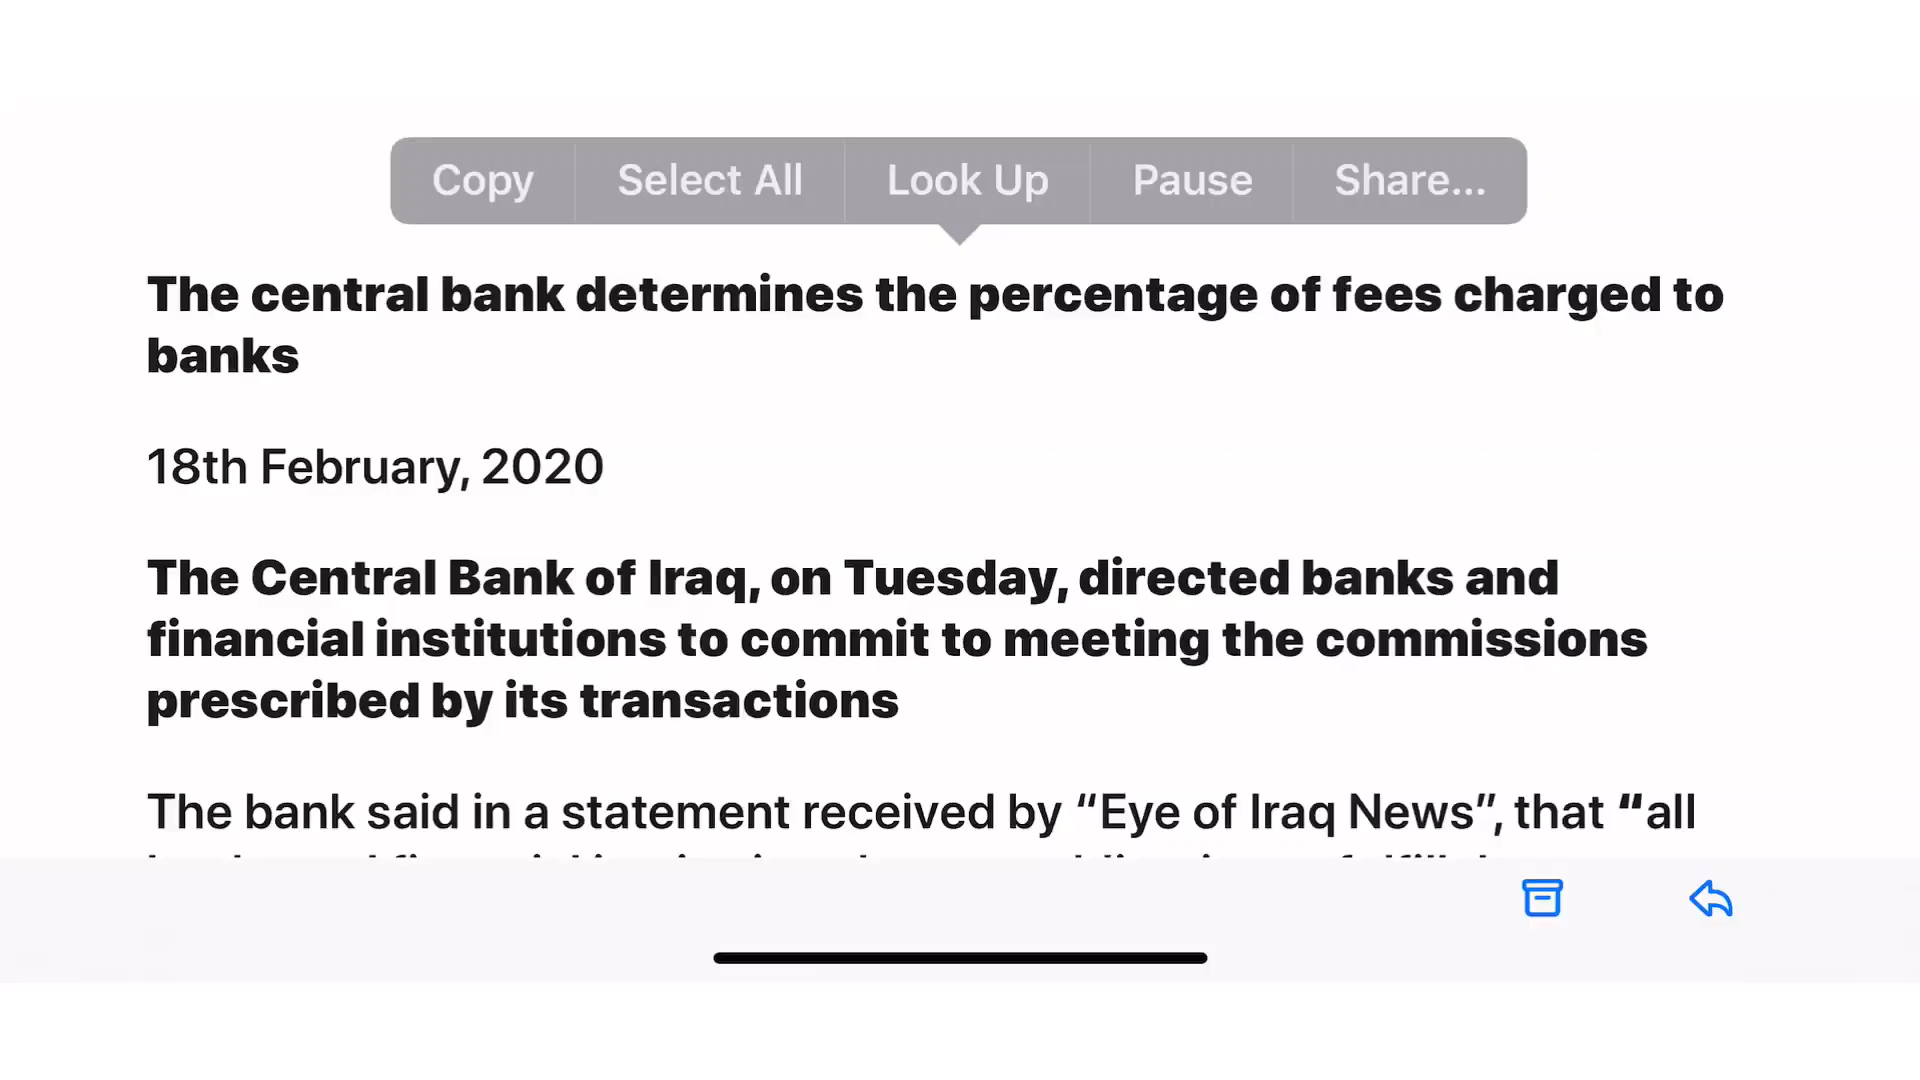 Copy Select All Look Up Pause Share...
The central bank determines the percentage of fees charged to
banks
18th February, 2020
The Central Bank of Iraq, on Tuesday, directed banks and
financial institutions to commit to meeting the commissions
prescribed by its transactions
The bank said in a statement received by “Eye of Iraq News”, that “all